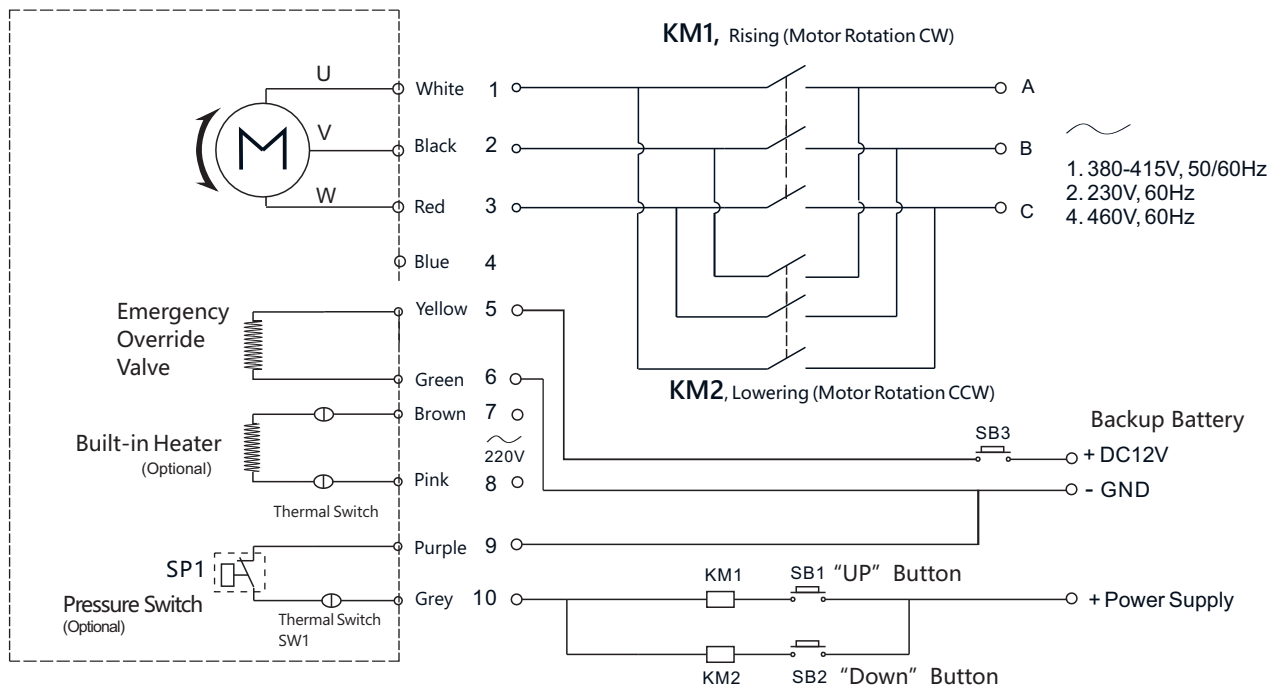 KM1, Rising (Motor Rotation CW)
U
White 1
A
V
Black 2
B
M
1. 380-415V, 50/60Hz
2. 230V, 60Hz
4. 460V, 60Hz
W
Red 3
C
Blue 4
Emergency
Override
Valve
Yellow 5
Green 6
KM2, Lowering (Motor Rotation CCW)
Brown 7
Backup Battery
SB3
Built-in Heater
(Optional)
220V
+ DC12V
Pink 8
- GND
Thermal Switch
Purple 9
SP1
KM1 SB1 "UP" Button
Pressure Switch
(Optional)
Grey 10
+ Power Supply
Thermal Switch
SW1
KM2 SB2 "Down" Button